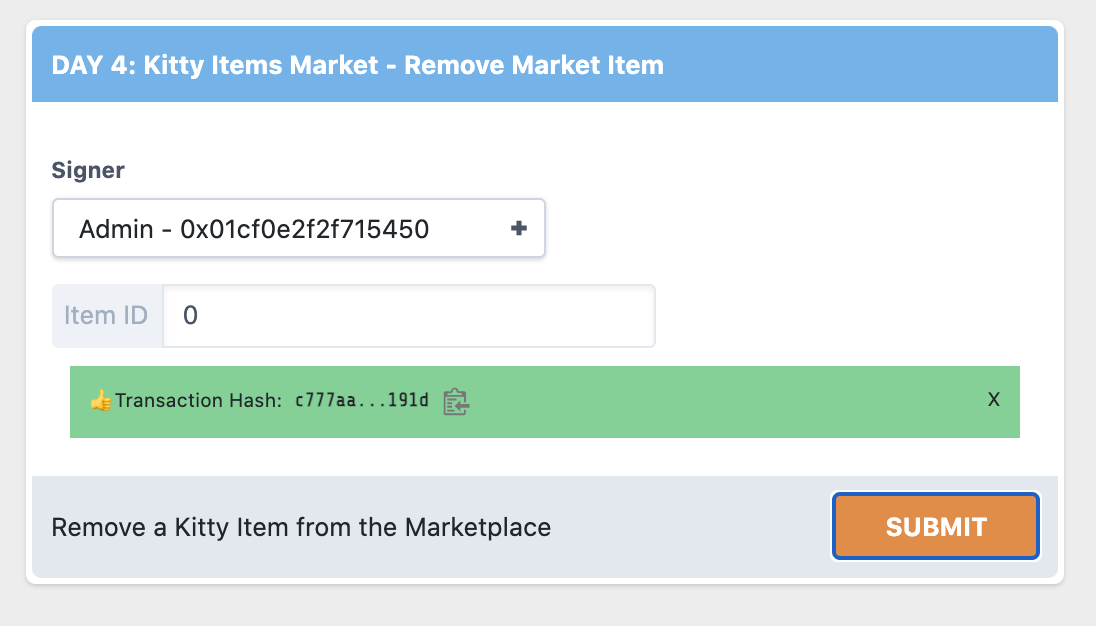 DAY 4: Kitty Items Market - Remove Market Item
Signer
Admin - 0x01cf0e2f2f715450
Item ID 0
👍Transaction Hash: c777aa...191d X
Remove a Kitty Item from the Marketplace SUBMIT